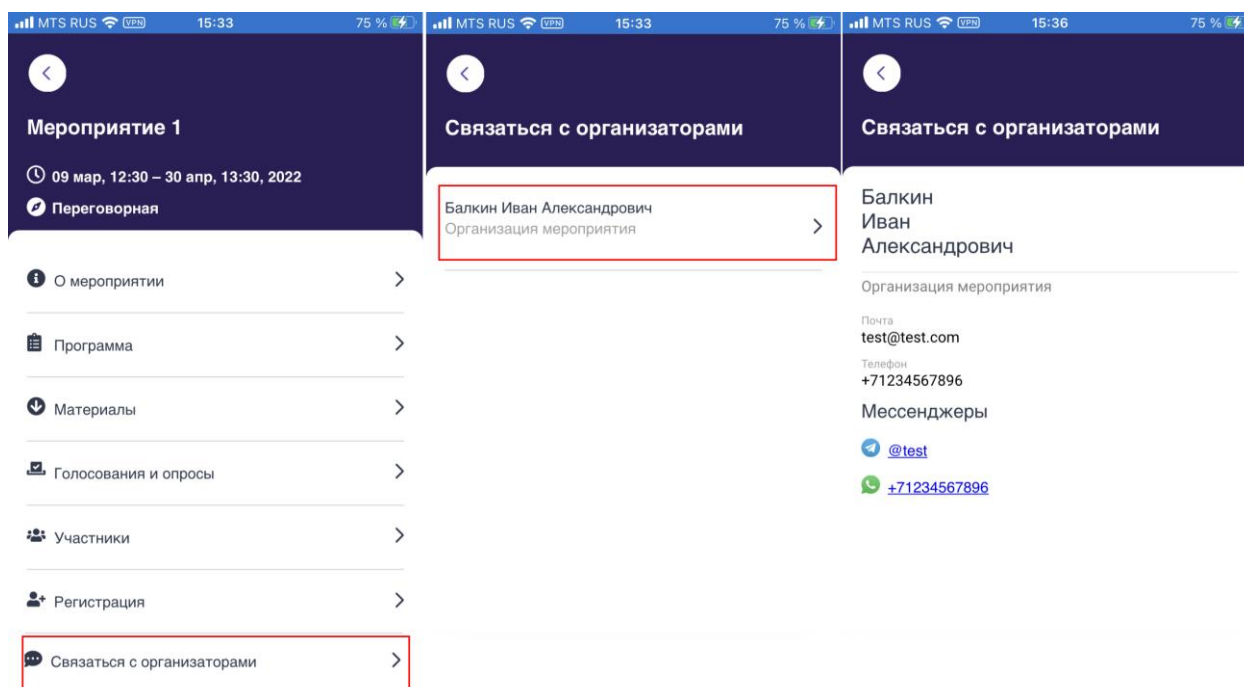 MTS RUS VPN 15:33 75 %
Мероприятие 1
09 мар, 12:30 – 30 апр, 13:30, 2022
Переговорная
О мероприятии
Программа
Материалы
Голосования и опросы
Участники
Регистрация
Связаться с организаторами
MTS RUS VPN 15:33 75 %
Связаться с организаторами
Балкин Иван Александрович
Организация мероприятия
MTS RUS VPN 15:36 75 %
Связаться с организаторами
Балкин
Иван
Александрович
Организация мероприятия
Почта
test@test.com
Телефон
+71234567896
Мессенджеры
@test
+71234567896